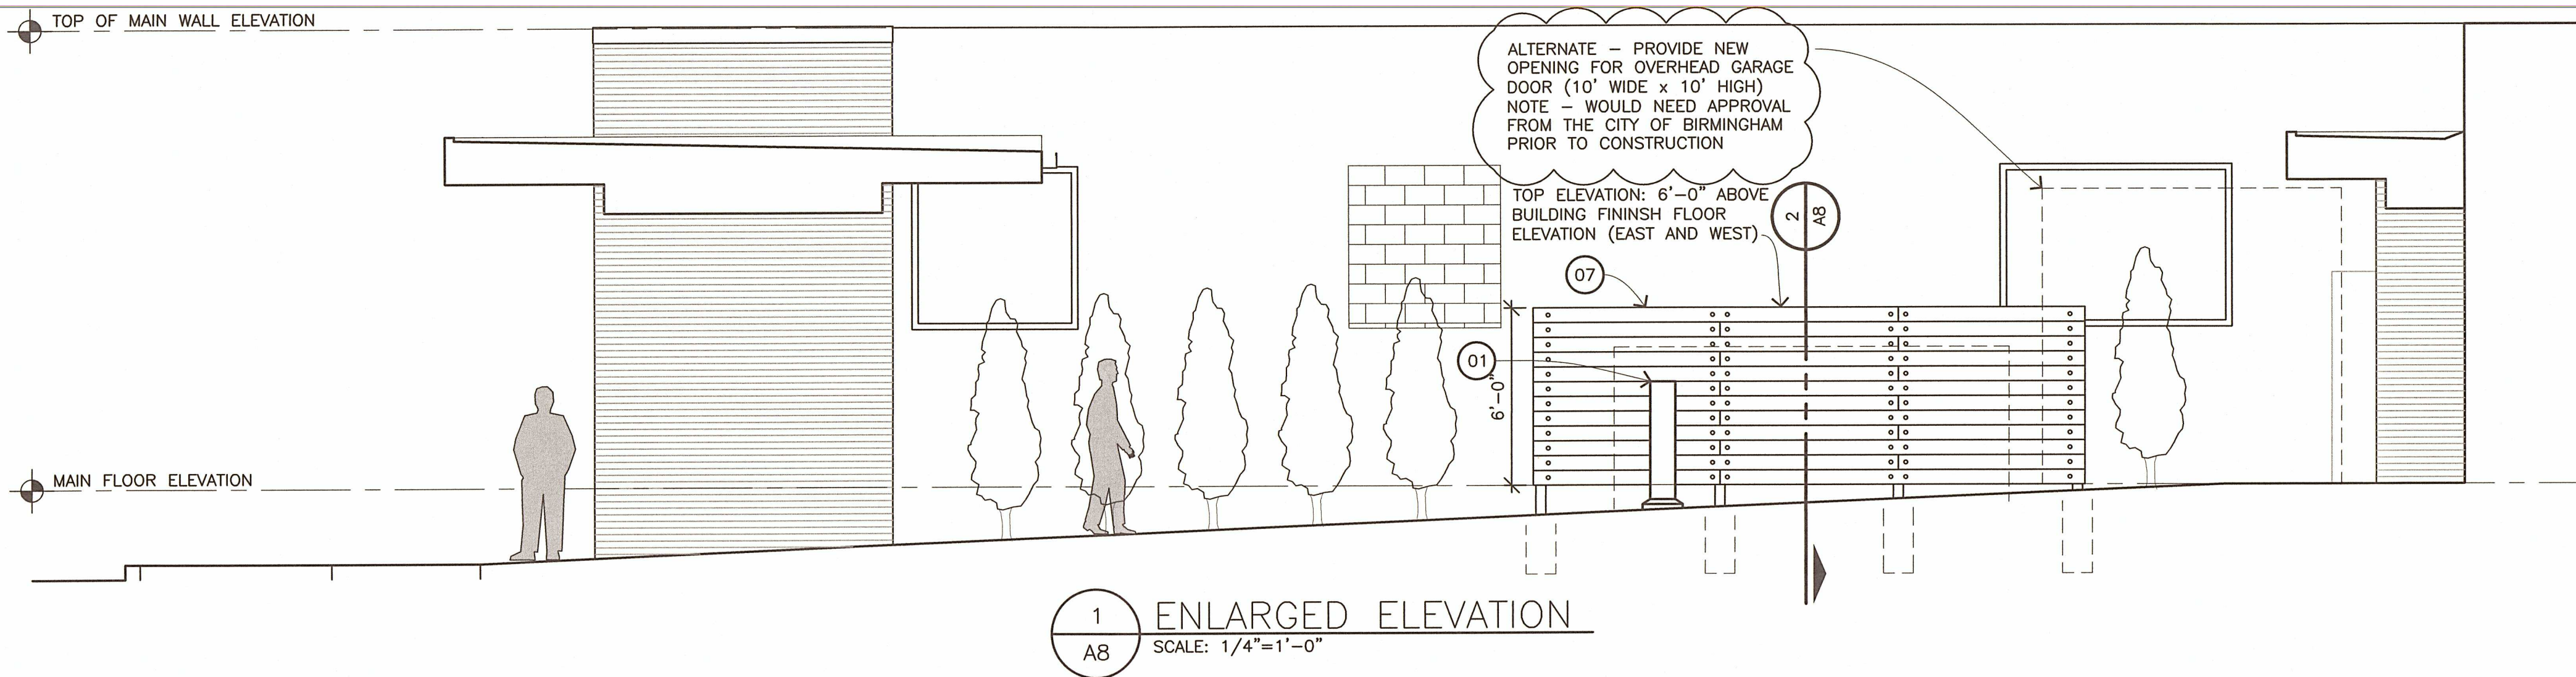 TOP OF MAIN WALL ELEVATION
ALTERNATE – PROVIDE NEW
OPENING FOR OVERHEAD GARAGE
DOOR (10' WIDE x 10' HIGH)
NOTE – WOULD NEED APPROVAL
FROM THE CITY OF BIRMINGHAM
PRIOR TO CONSTRUCTION
TOP ELEVATION: 6'–0" ABOVE
BUILDING FININSH FLOOR
ELEVATION (EAST AND WEST)
2
A8
07
01
6'–0"
MAIN FLOOR ELEVATION
1
A8
ENLARGED ELEVATION
SCALE: 1/4"=1'–0"